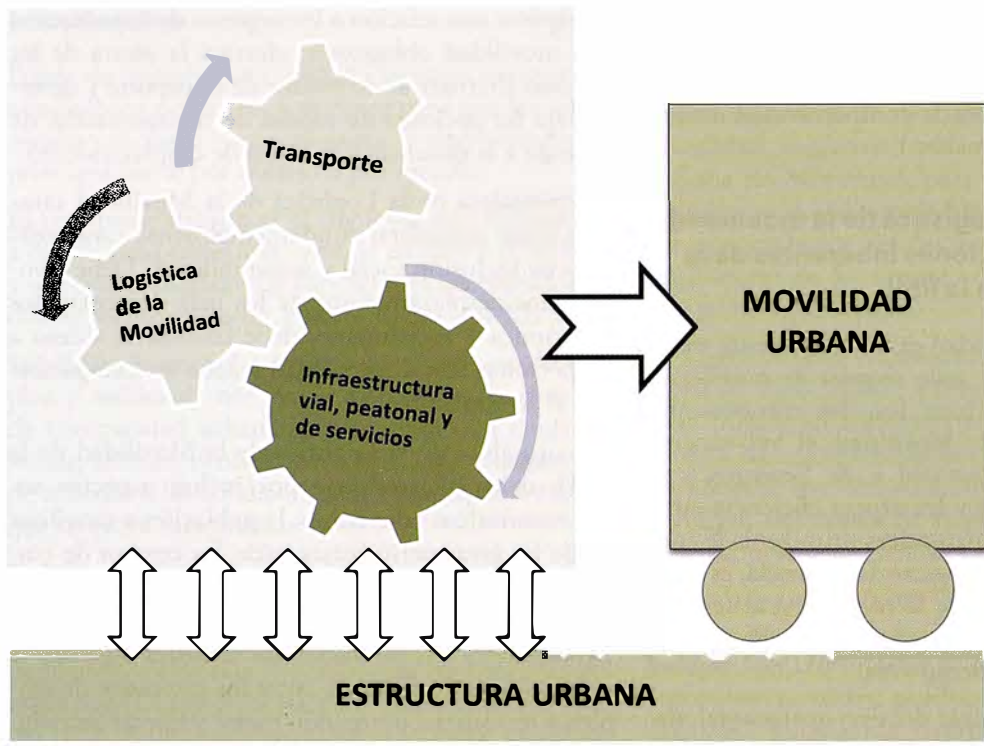 Transporte
Logística
de la
Movilidad
Infraestructura
vial, peatonal y
de servicios
MOVILIDAD
URBANA
ESTRUCTURA URBANA